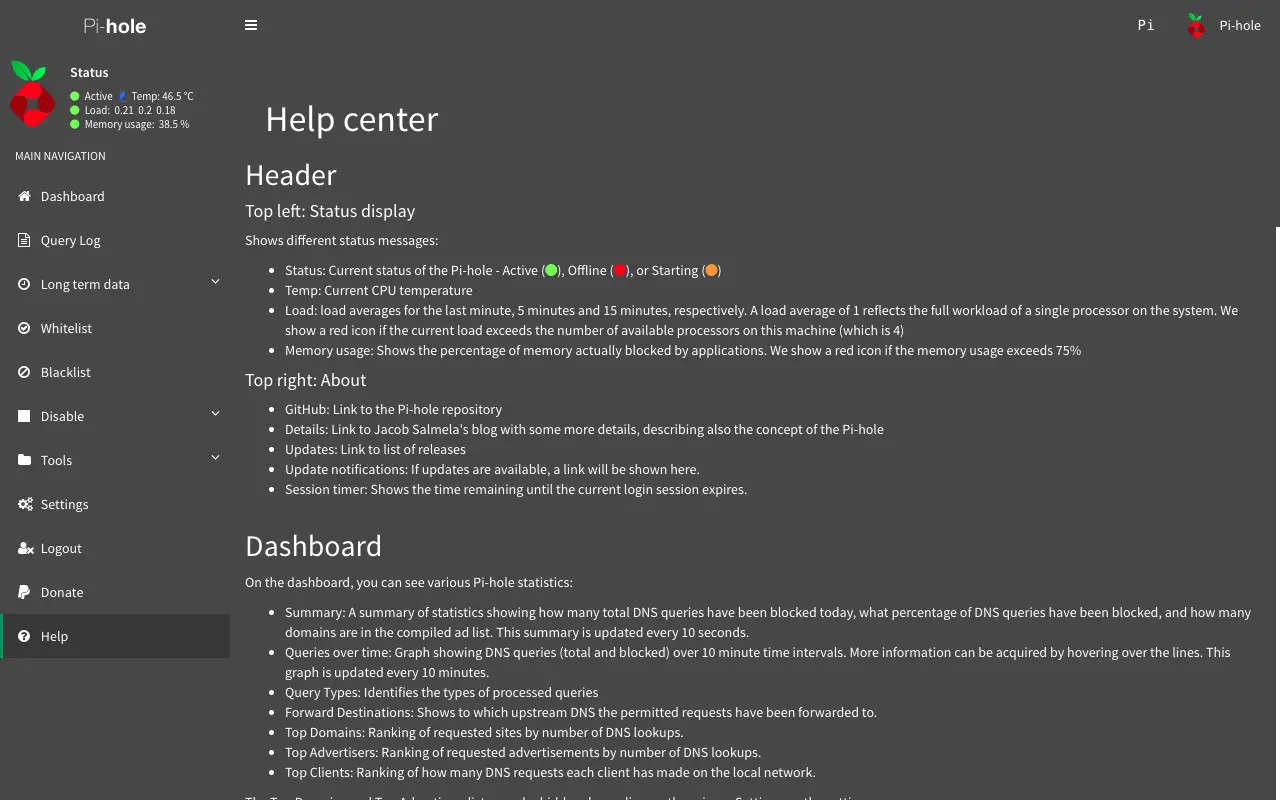 Pi-hole
Pi
Pi-hole
Status
Active Temp: 46.5 °C
Load: 0.21 0.2 0.18
Memory usage: 38.5 %
MAIN NAVIGATION
Dashboard
Query Log
Long term data
Whitelist
Blacklist
Disable
Tools
Settings
Logout
Donate
Help
Help center
Header
Top left: Status display
Shows different status messages:
Status: Current status of the Pi-hole - Active (), Offline (), or Starting ()
Temp: Current CPU temperature
Load: load averages for the last minute, 5 minutes and 15 minutes, respectively. A load average of 1 reflects the full workload of a single processor on the system. We
show a red icon if the current load exceeds the number of available processors on this machine (which is 4)
Memory usage: Shows the percentage of memory actually blocked by applications. We show a red icon if the memory usage exceeds 75%
Top right: About
GitHub: Link to the Pi-hole repository
Details: Link to Jacob Salmela's blog with some more details, describing also the concept of the Pi-hole
Updates: Link to list of releases
Update notifications: If updates are available, a link will be shown here.
Session timer: Shows the time remaining until the current login session expires.
Dashboard
On the dashboard, you can see various Pi-hole statistics:
Summary: A summary of statistics showing how many total DNS queries have been blocked today, what percentage of DNS queries have been blocked, and how many
domains are in the compiled ad list. This summary is updated every 10 seconds.
Queries over time: Graph showing DNS queries (total and blocked) over 10 minute time intervals. More information can be acquired by hovering over the lines. This
graph is updated every 10 minutes.
Query Types: Identifies the types of processed queries
Forward Destinations: Shows to which upstream DNS the permitted requests have been forwarded to.
Top Domains: Ranking of requested sites by number of DNS lookups.
Top Advertisers: Ranking of requested advertisements by number of DNS lookups.
Top Clients: Ranking of how many DNS requests each client has made on the local network.